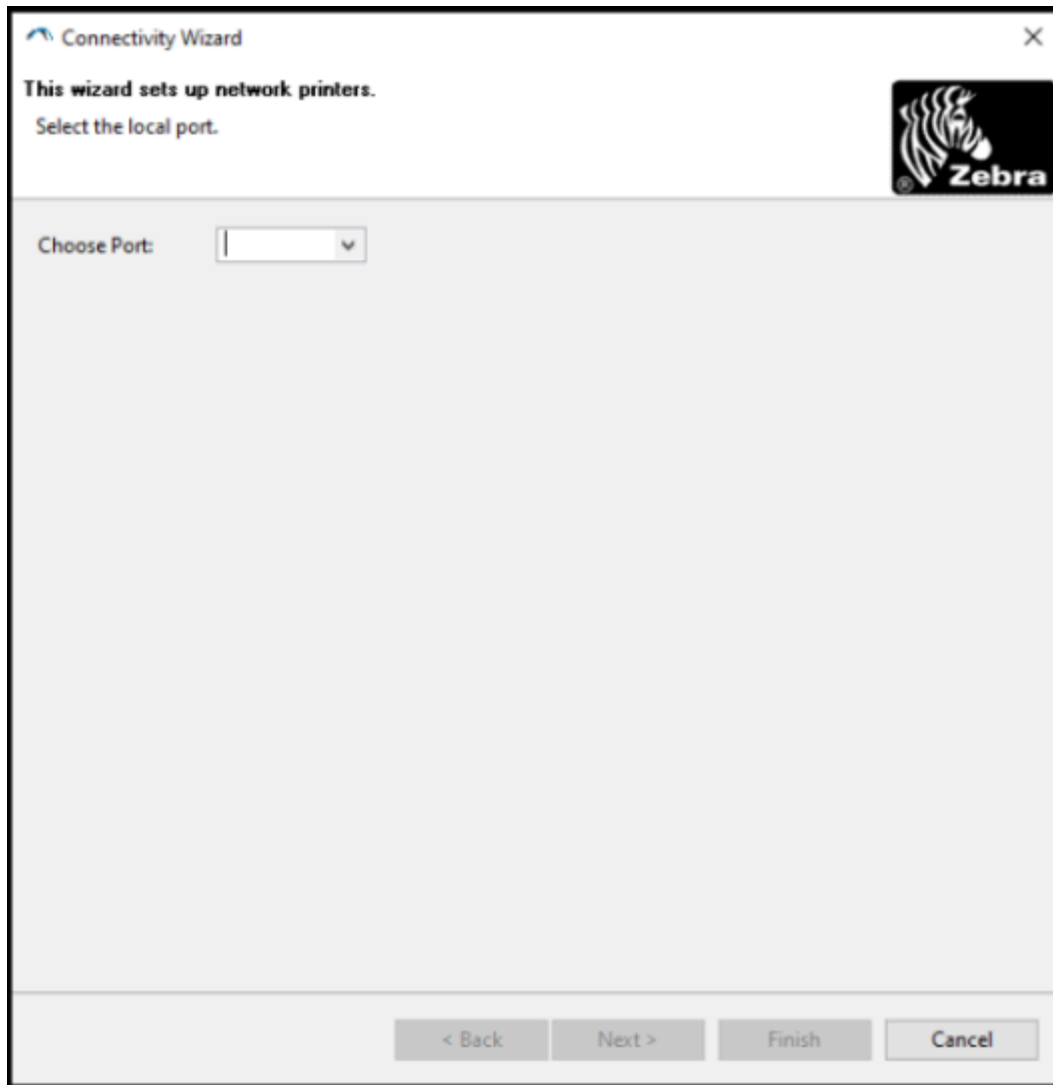 Connectivity Wizard
This wizard sets up network printers.
Select the local port.
® Zebra
Choose Port:
< Back Next > Finish Cancel